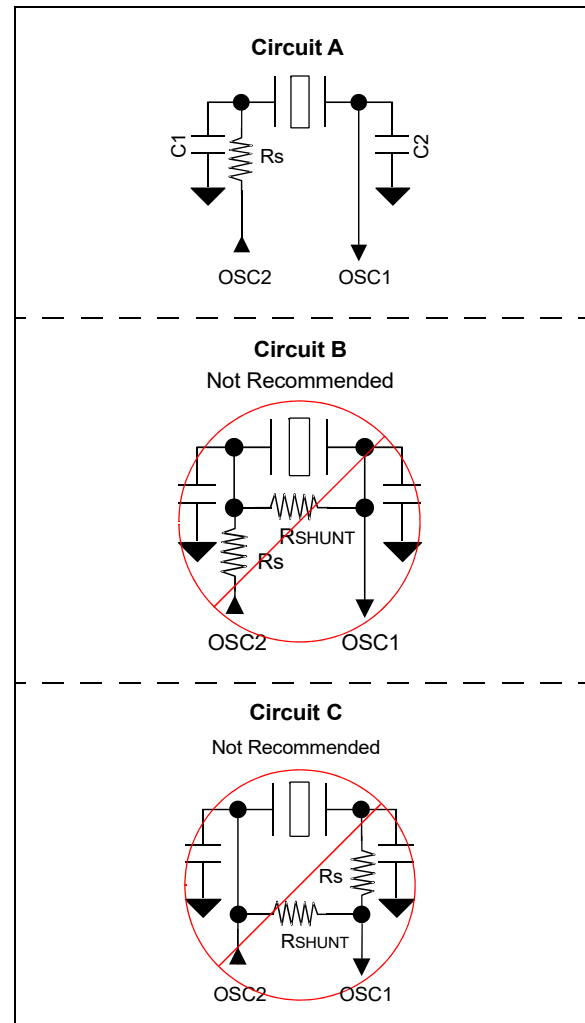 Circuit A
C1
Rs
C2
OSC2
OSC1
Circuit B
Not Recommended
RSHUNT
Rs
OSC2
OSC1
Circuit C
Not Recommended
Rs
RSHUNT
OSC2
OSC1